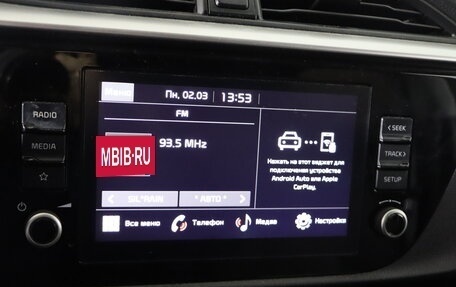 Меню Пн, 02.03 13:53
FM
RADIO
MEDIA
93.5 MHz
MBIB·RU
Нажать на этот виджет для
подключения устройства
Android Auto или Apple
CarPlay.
< SEEK
TRACK >
SETUP
< SIL'RAIN ' АВТО ' >
Все меню Телефон Медиа Настройки